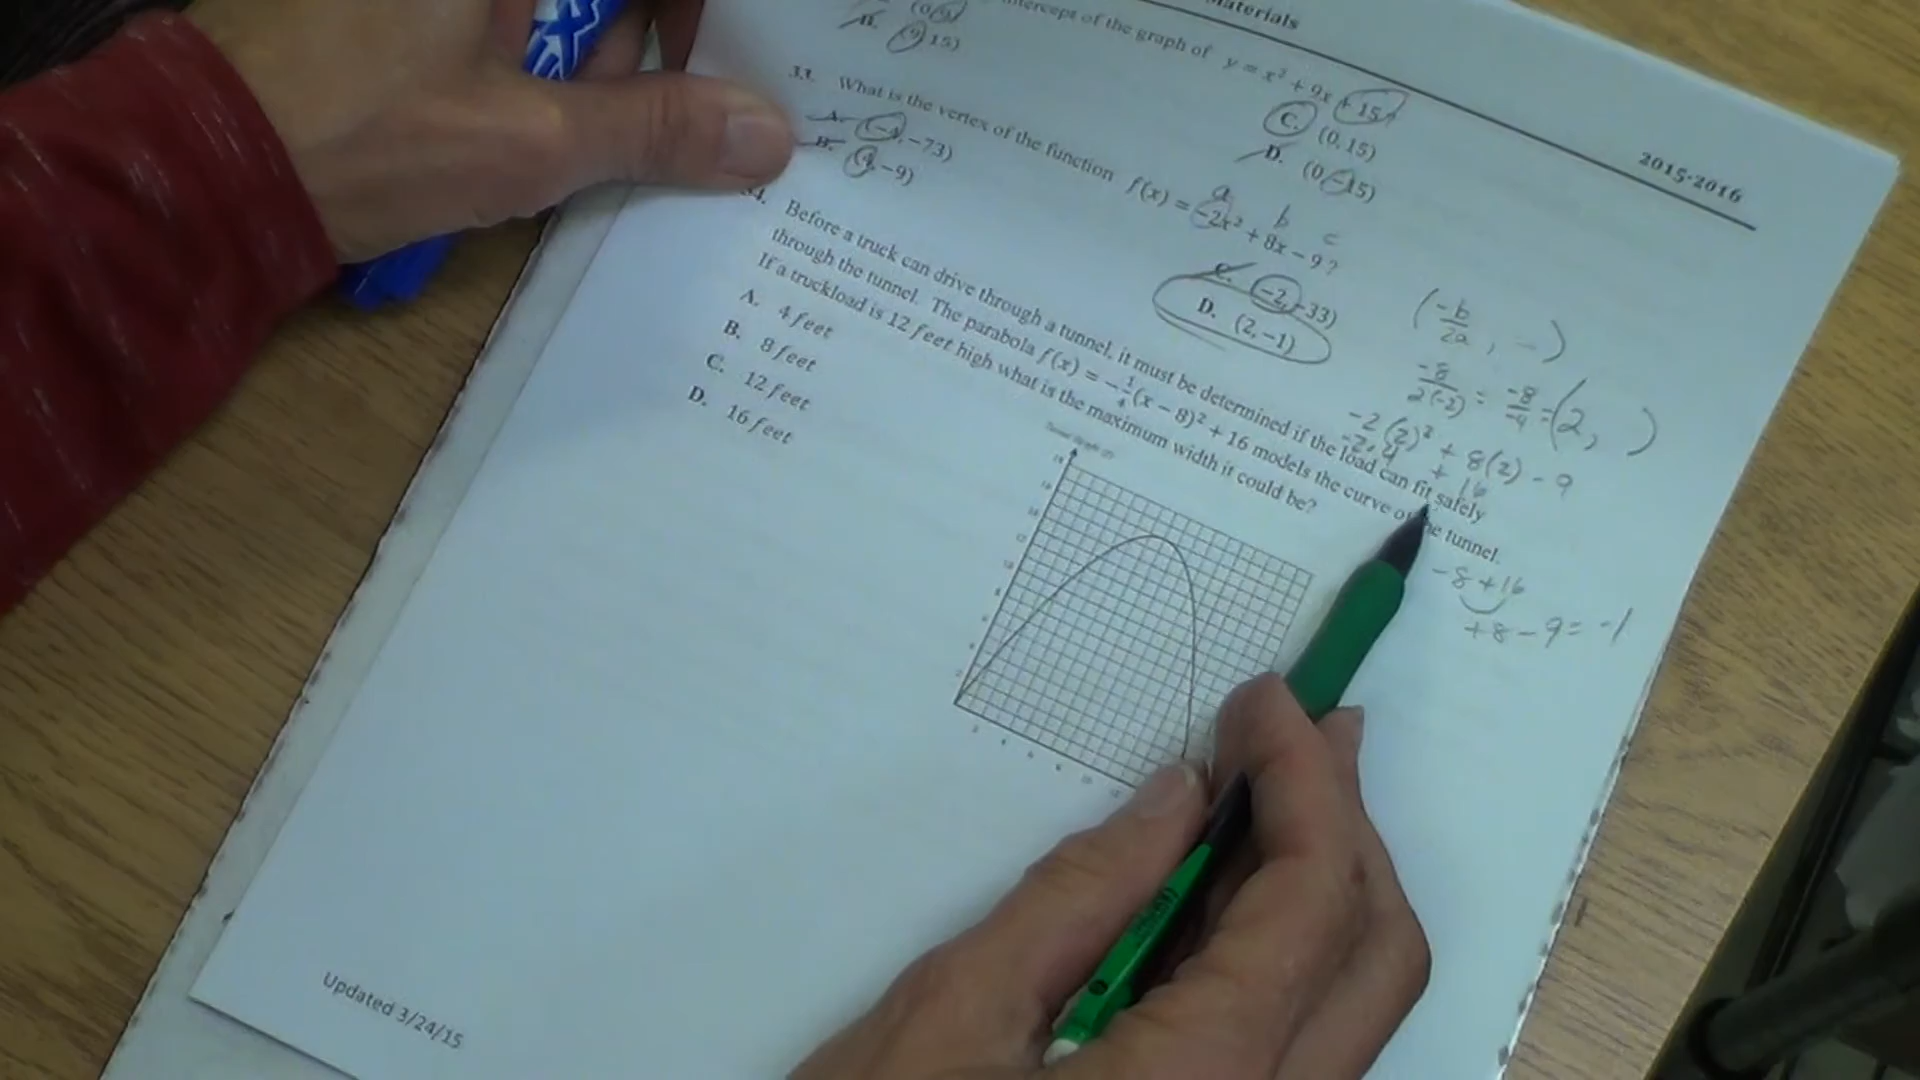 Materials
2015-2016
intercept of the graph of y = x² + 9x + 15?
B. (9, 15)
C. (0, 15)
D. (0, -15)
33. What is the vertex of the function f(x) = -2x² + 8x - 9?
a b c
A. (-4, -73)
B. (4, -9)
C. (-2, -33)
D. (2, -1)
(-b/2a, -)
-8/2(-2) = -8/-4 = (2, )
-2(2)² + 8(2) - 9
-2·4 + 16
-8 + 16
+8 - 9 = -1
34. Before a truck can drive through a tunnel, it must be determined if the load can fit safely
through the tunnel. The parabola f(x) = -1/4(x - 8)² + 16 models the curve of the tunnel.
If a truckload is 12 feet high what is the maximum width it could be?
A. 4 feet
B. 8 feet
C. 12 feet
D. 16 feet
Updated 3/24/15